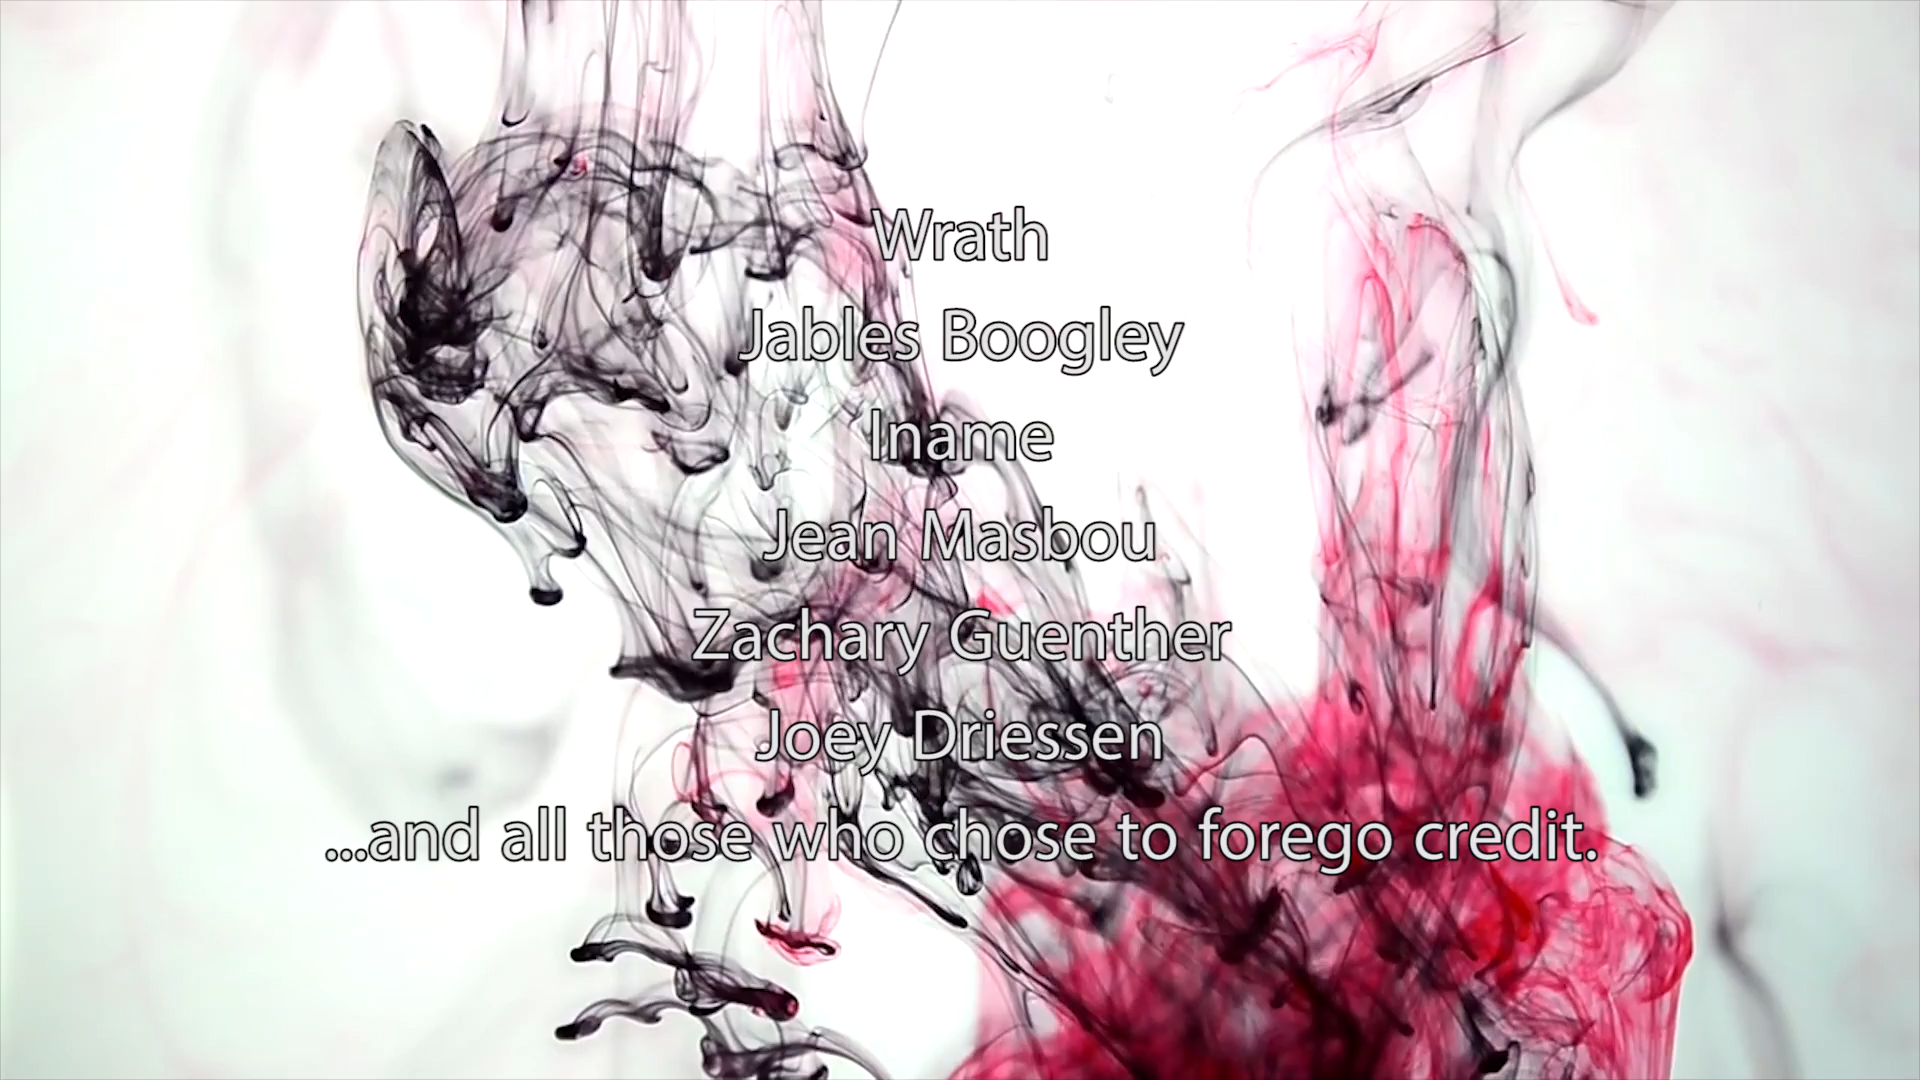 Wrath
Jables Boogley
Iname
Jean Masbou
Zachary Guenther
Joey Driessen
...and all those who chose to forego credit.